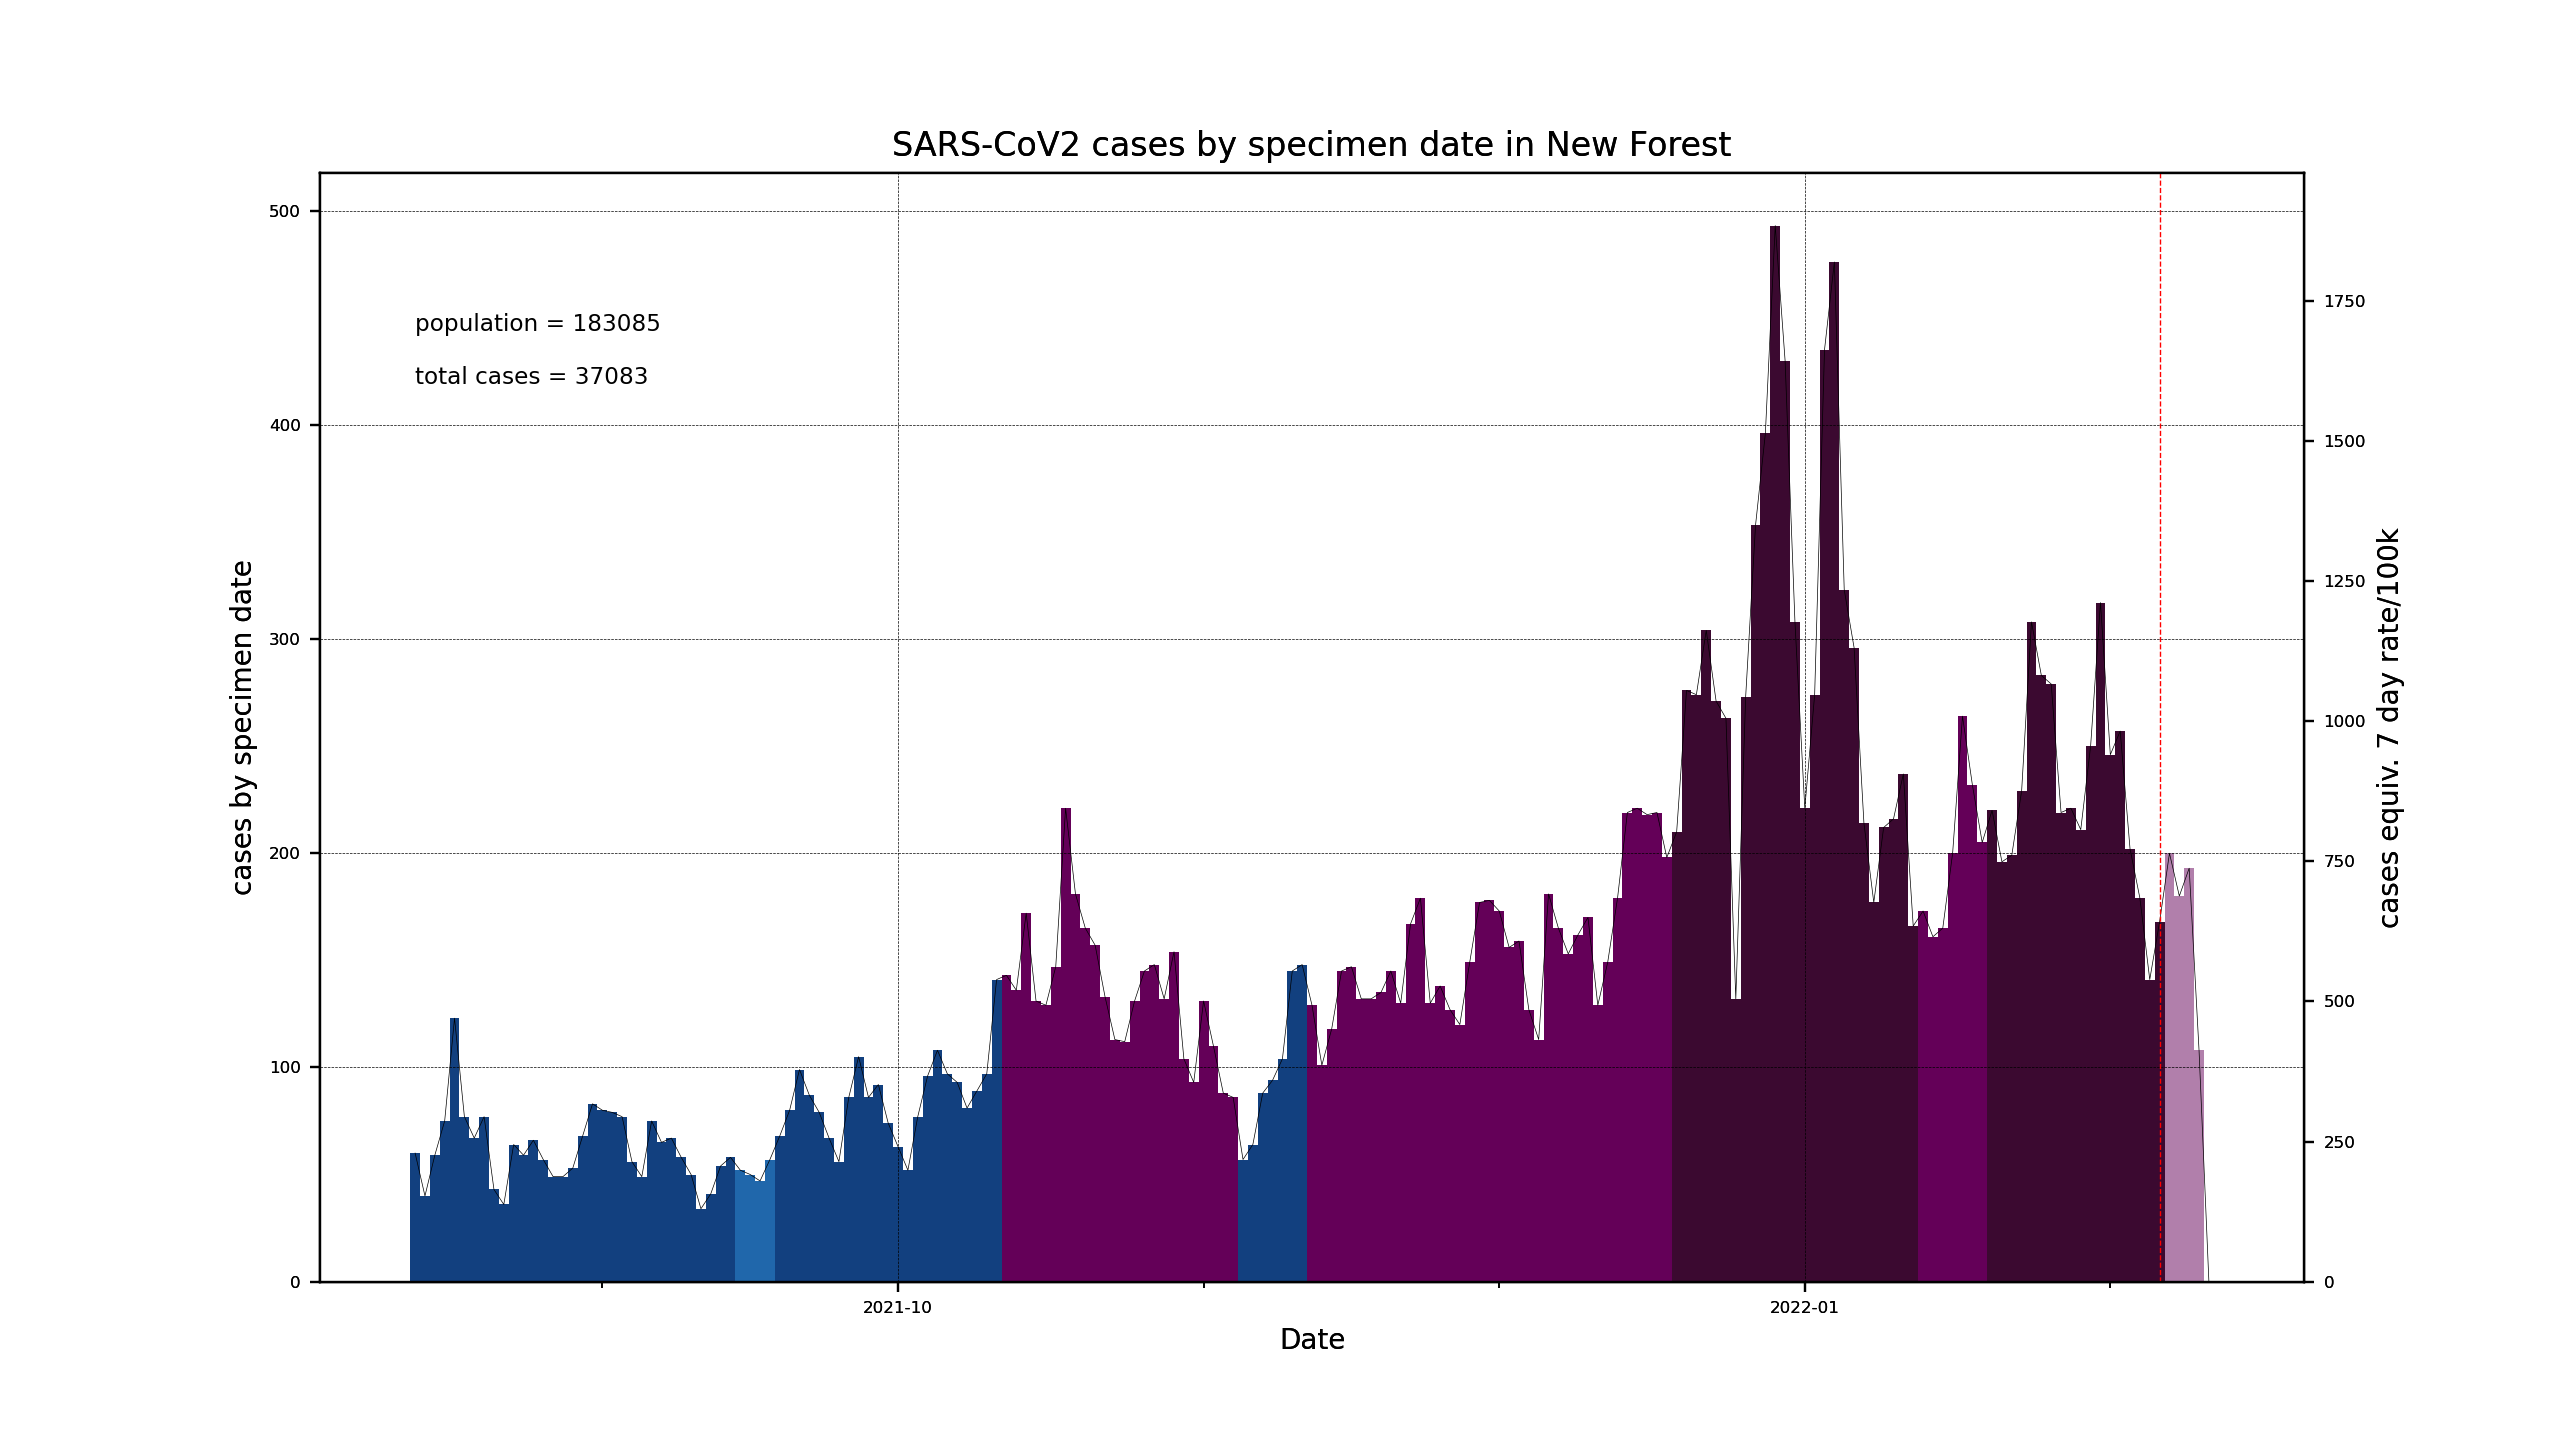 SARS-CoV2 cases by specimen date in New Forest
population = 183085
total cases = 37083
cases by specimen date
500
400
300
200
100
0
1750
1500
1250
1000
750
500
250
0
cases equiv. 7 day rate/100k
2021-10
2022-01
Date